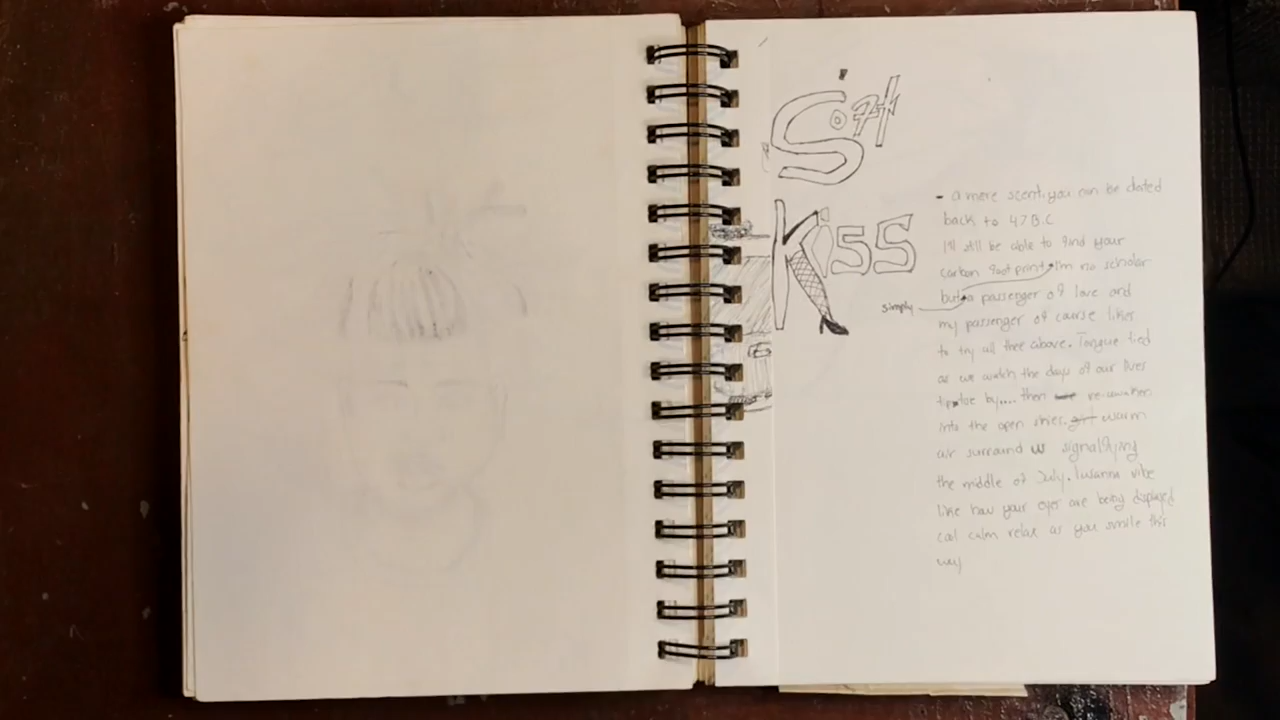 Soft
Kiss
- a mere scent, you can be dated
back to 47 B.C
I'll still be able to find your
carbon footprint. I'm no scholar
but a passenger of love and
simply
my passenger of course likes
to try all thee above. Tongue tied
as we watch the days of our lives
tiptoe by.... then re-awaken
into the open skies. warm
air surround us signalifying
the middle of July. I wanna vibe
like how your eyes are being displayed
cool calm relax as you smile this
way